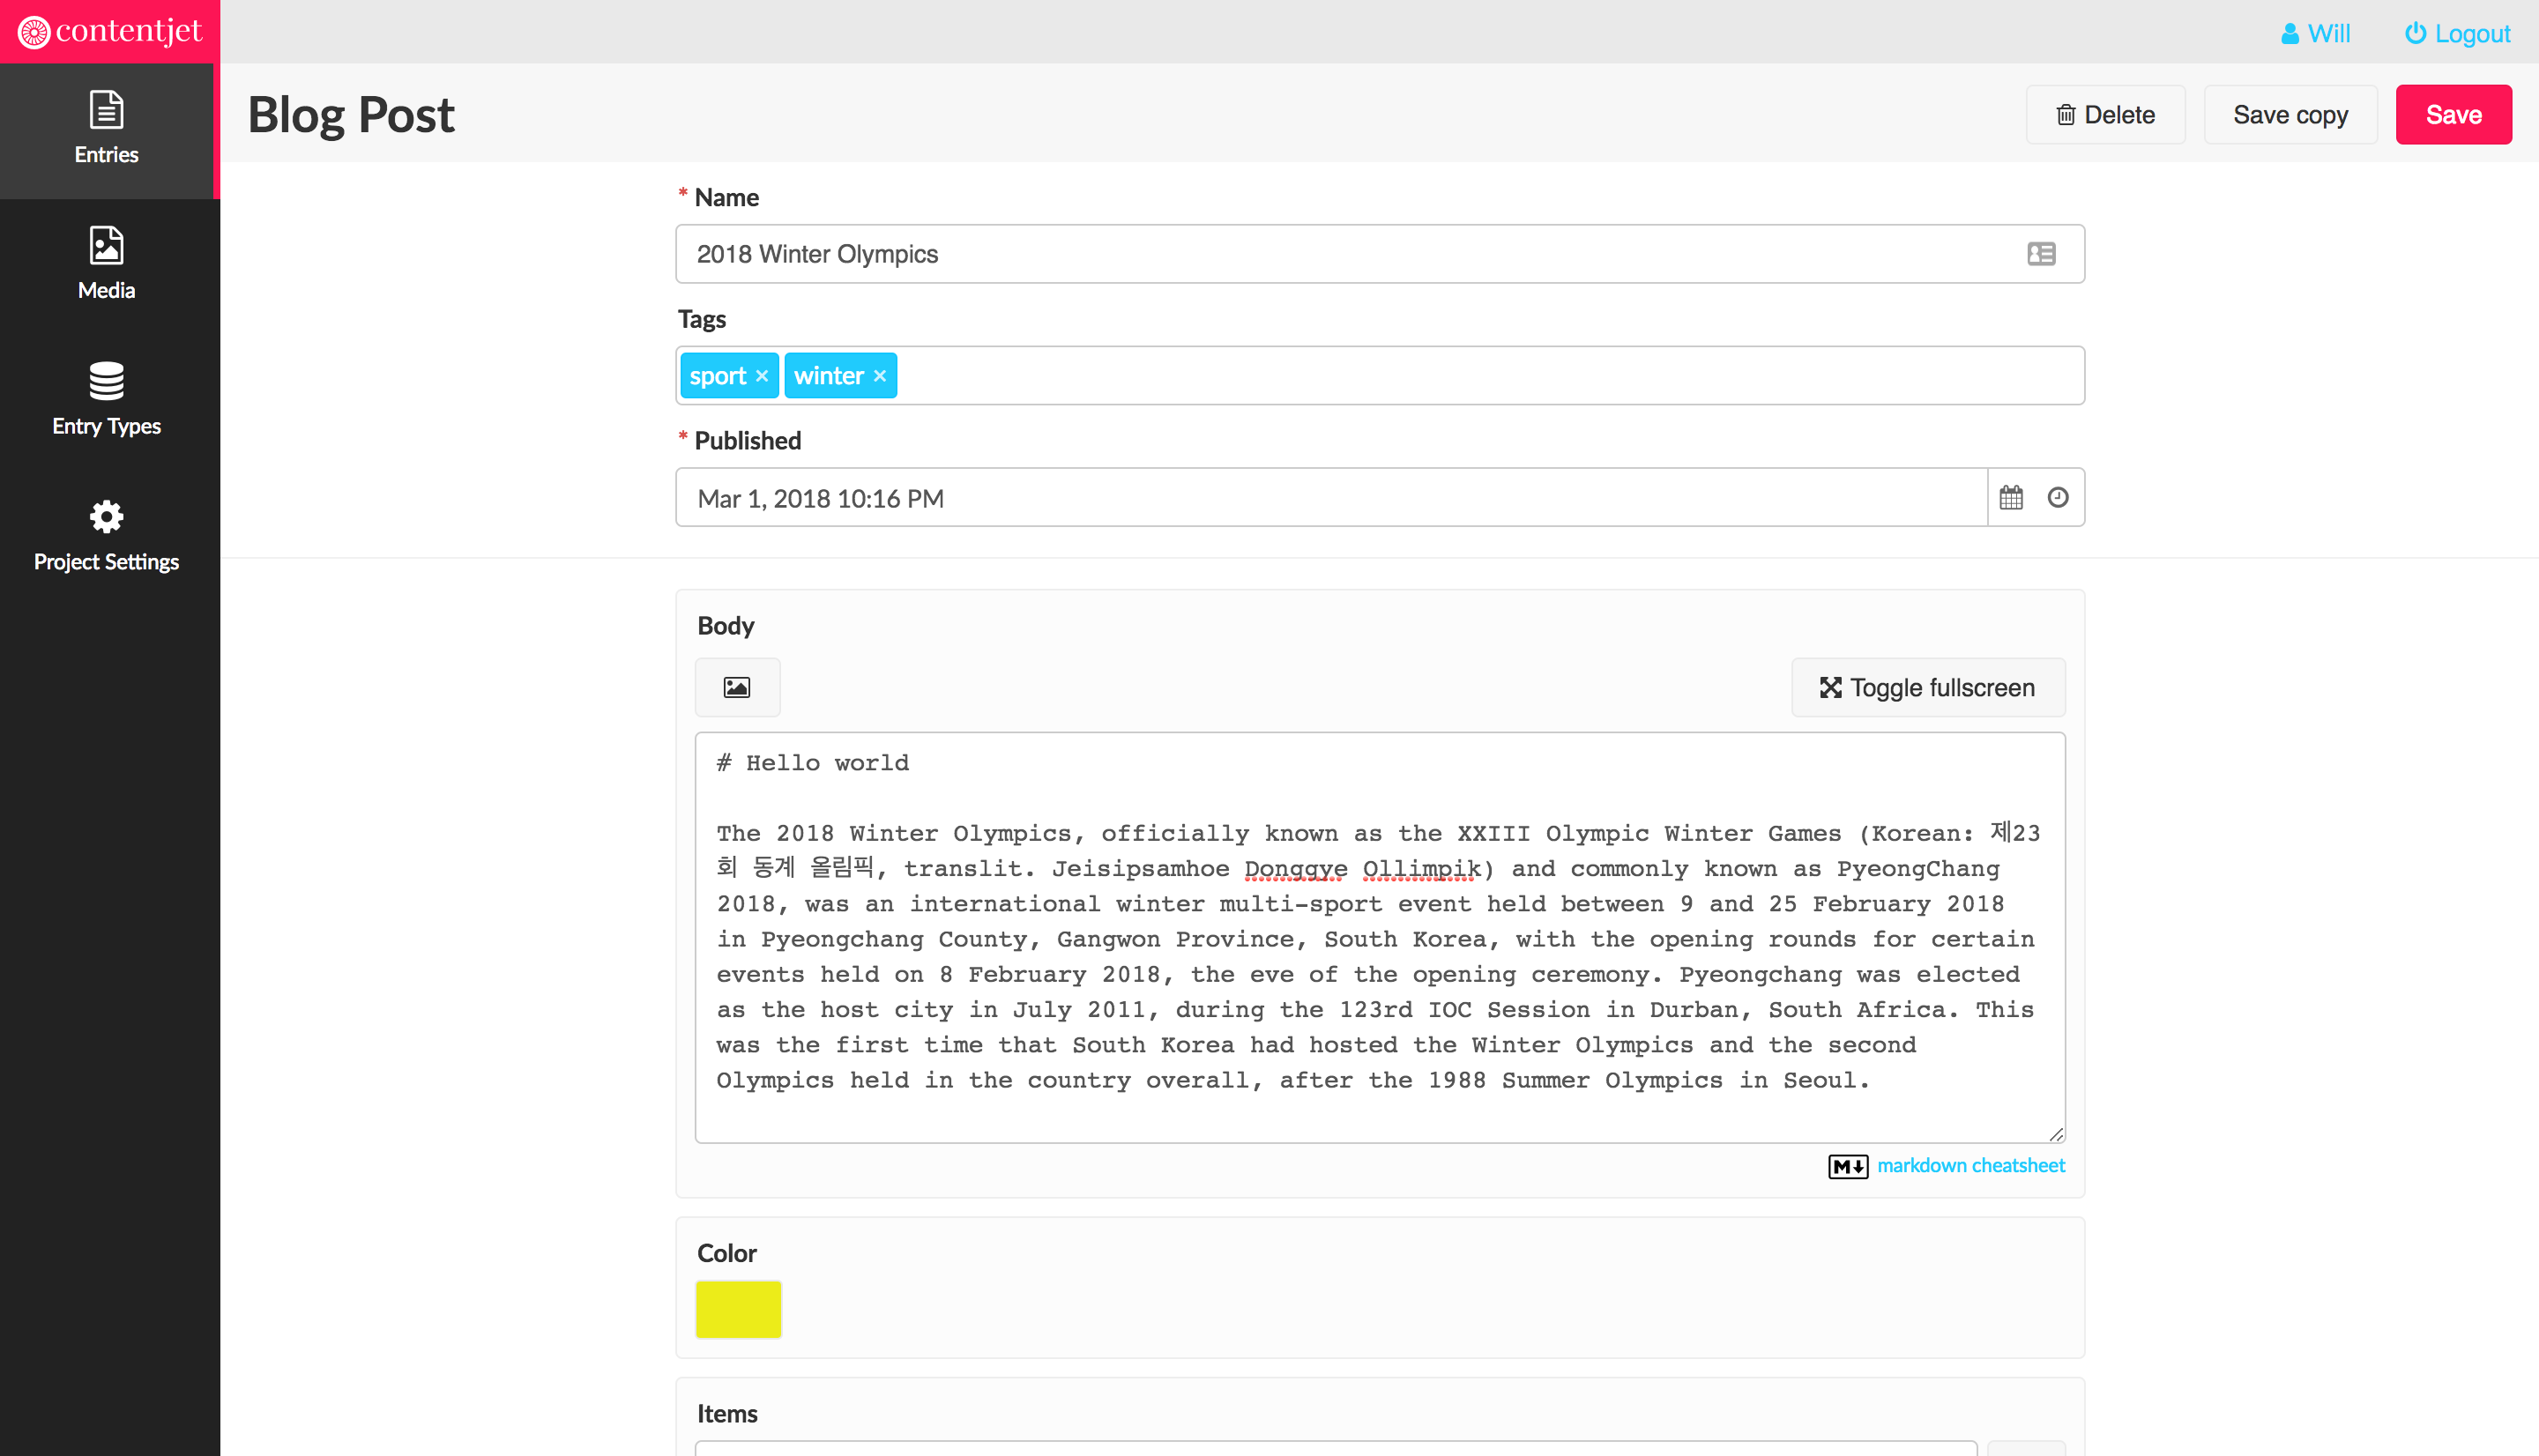 contentjet
Will
Logout
Entries
Media
Entry Types
Project Settings
Blog Post
Delete
Save copy
Save
* Name
2018 Winter Olympics
Tags
sport × winter ×
* Published
Mar 1, 2018 10:16 PM
Body
Toggle fullscreen
# Hello world
The 2018 Winter Olympics, officially known as the XXIII Olympic Winter Games (Korean: 제23
회 동계 올림픽, translit. Jeisipsamhoe Donggye Ollimpik) and commonly known as PyeongChang
2018, was an international winter multi-sport event held between 9 and 25 February 2018
in Pyeongchang County, Gangwon Province, South Korea, with the opening rounds for certain
events held on 8 February 2018, the eve of the opening ceremony. Pyeongchang was elected
as the host city in July 2011, during the 123rd IOC Session in Durban, South Africa. This
was the first time that South Korea had hosted the Winter Olympics and the second
Olympics held in the country overall, after the 1988 Summer Olympics in Seoul.
M↓ markdown cheatsheet
Color
Items